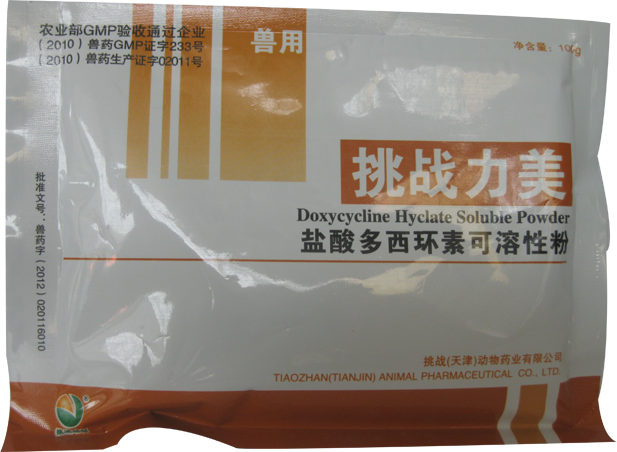 农业部GMP验收通过企业
（2010）兽药GMP证字233号
（2010）兽药生产证字02011号
兽用
净含量：100g
挑战力美
Doxycycline Hyclate Soluble Powder
盐酸多西环素可溶性粉
批准文号：兽药字（2012）020116010
挑战(天津)动物药业有限公司
TIAOZHAN(TIANJIN) ANIMAL PHARMACEUTICAL CO., LTD.